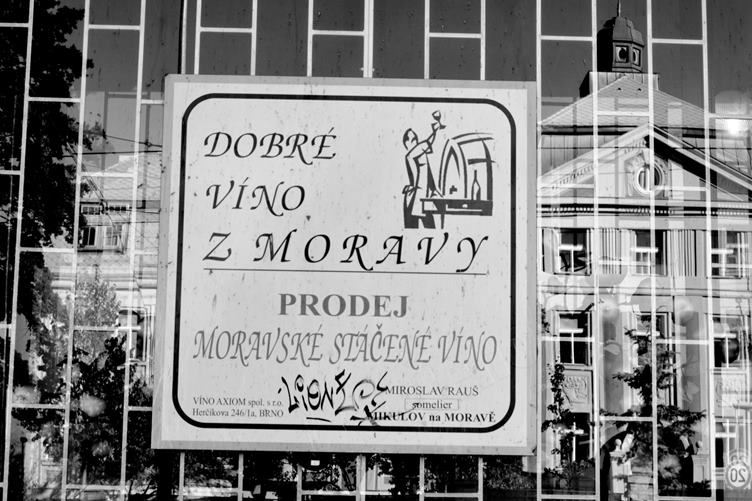 DOBRÉ
VÍNO
Z MORAVY
PRODEJ
MORAVSKÉ STÁČENÉ VÍNO
VÍNO AXIOM spol. s r.o.
Herčíkova 246/1a, BRNO
MIROSLAV RAUŠ
somelier
MIKULOV na MORAVĚ